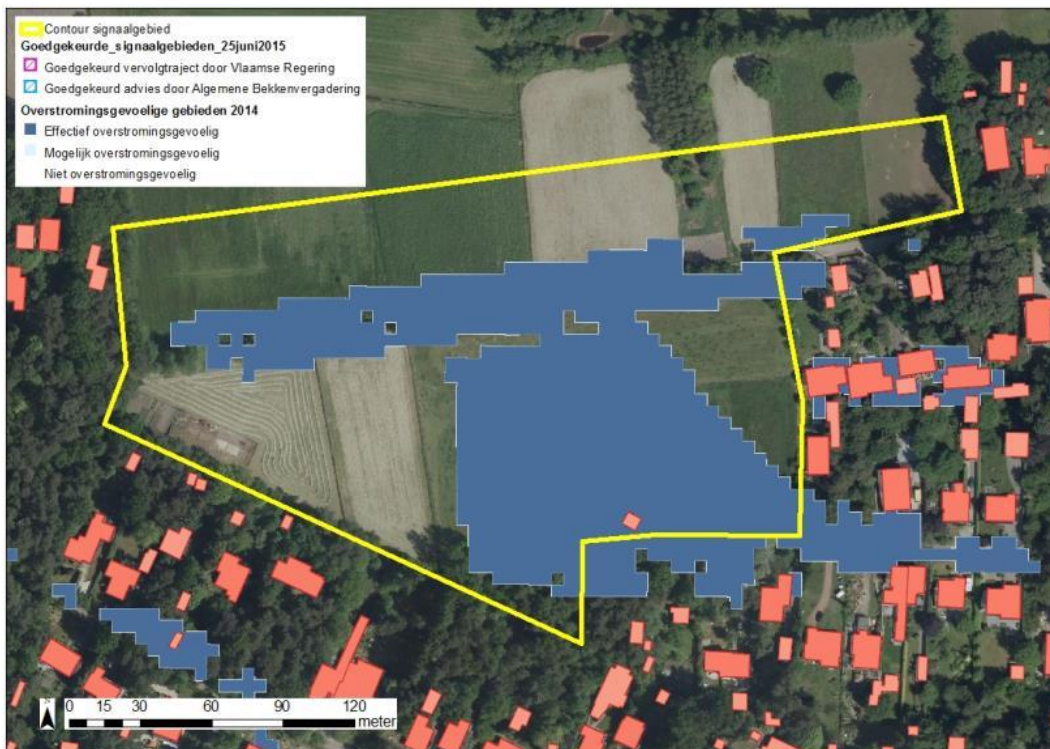 Contour signaalgebied
Goedgekeurde_signaalgebieden_25juni2015
Goedgekeurd vervolgtraject door Vlaamse Regering
Goedgekeurd advies door Algemene Bekkenvergadering
Overstromingsgevoelige gebieden 2014
Effectief overstromingsgevoelig
Mogelijk overstromingsgevoelig
Niet overstromingsgevoelig
0 15 30 60 90 120
meter